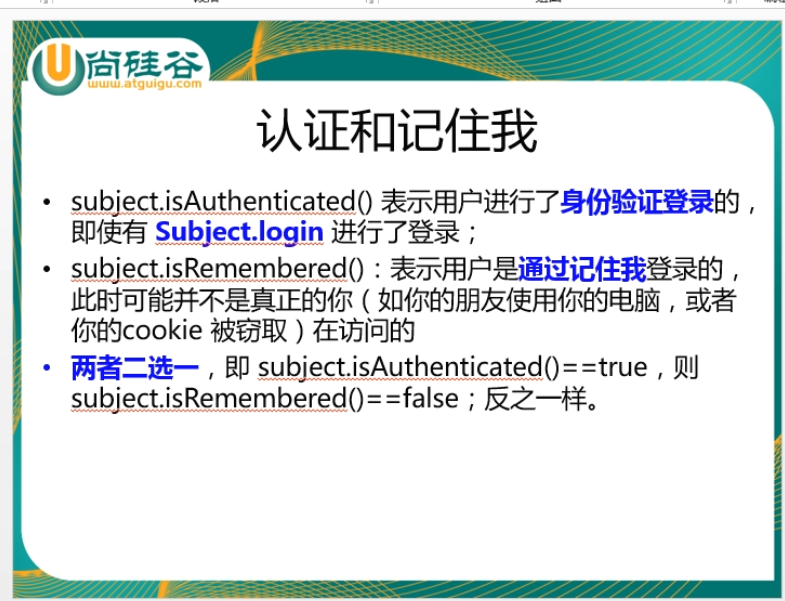 尚硅谷
www.atguigu.com
认证和记住我
• subject.isAuthenticated() 表示用户进行了身份验证登录的，
即使有 Subject.login 进行了登录；
• subject.isRemembered()：表示用户是通过记住我登录的，
此时可能并不是真正的你（如你的朋友使用你的电脑，或者
你的cookie 被窃取）在访问的
• 两者二选一，即 subject.isAuthenticated()==true，则
subject.isRemembered()==false；反之一样。